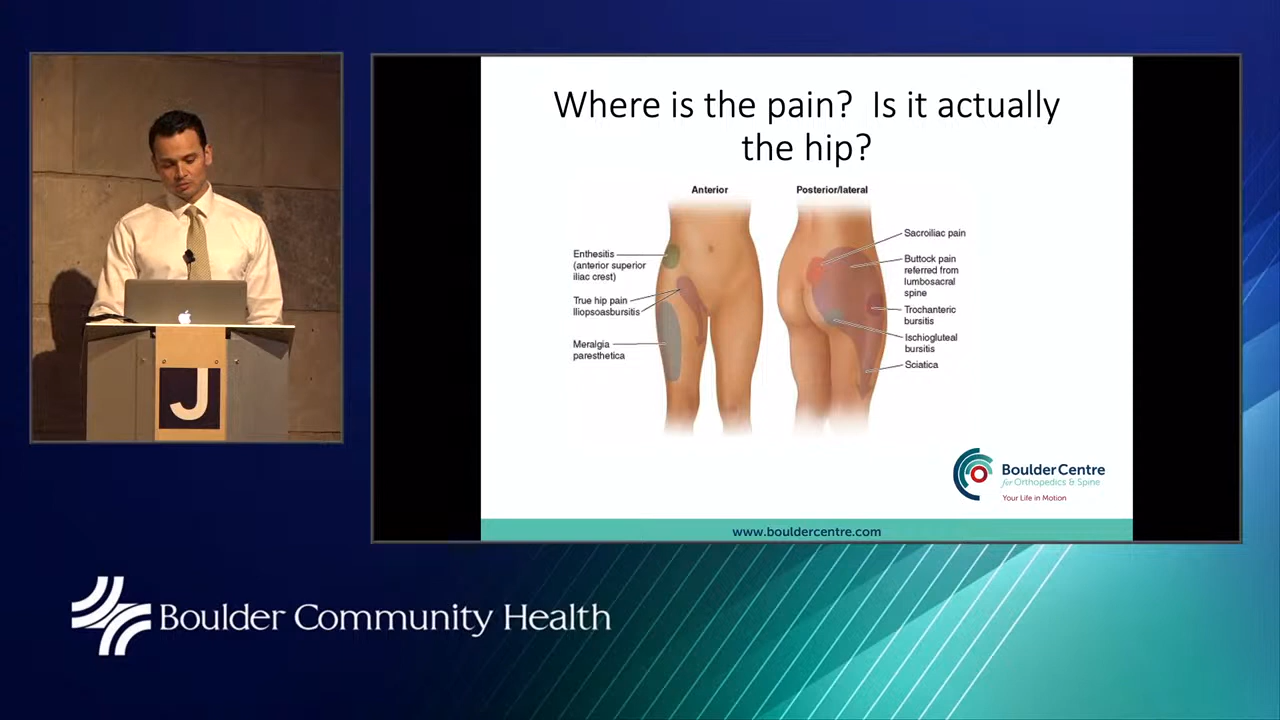 Where is the pain? Is it actually
the hip?
Anterior
Posterior/lateral
Enthesitis
(anterior superior
iliac crest)
True hip pain
Iliopsoasbursitis
Meralgia
paresthetica
Sacroiliac pain
Buttock pain
referred from
lumbosacral
spine
Trochanteric
bursitis
Ischiogluteal
bursitis
Sciatica
BoulderCentre
for Orthopedics & Spine
Your Life in Motion
www.bouldercentre.com
J
Boulder Community Health